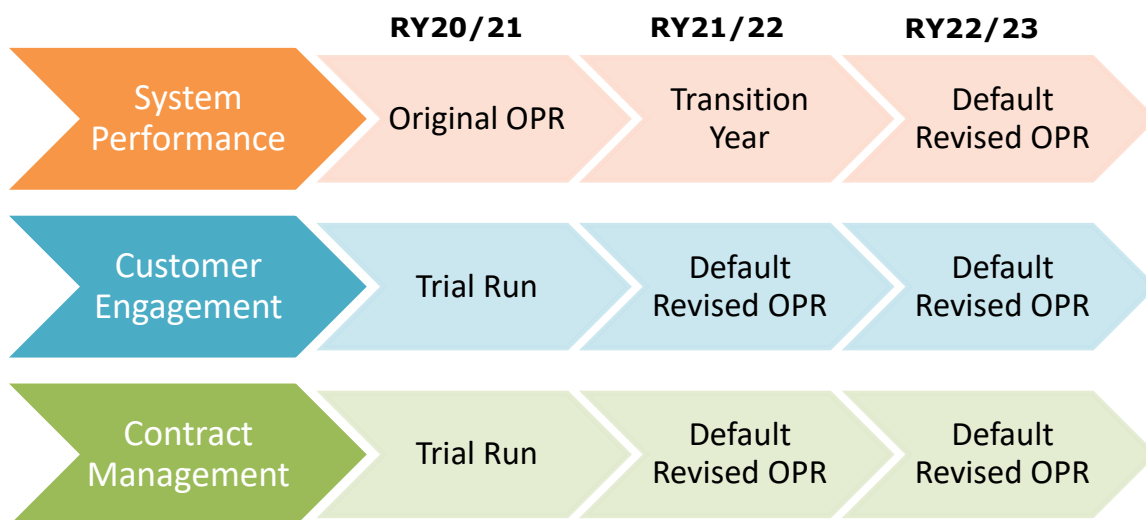 RY20/21 RY21/22 RY22/23
System
Performance
Original OPR
Transition
Year
Default
Revised OPR
Customer
Engagement
Trial Run
Default
Revised OPR
Default
Revised OPR
Contract
Management
Trial Run
Default
Revised OPR
Default
Revised OPR